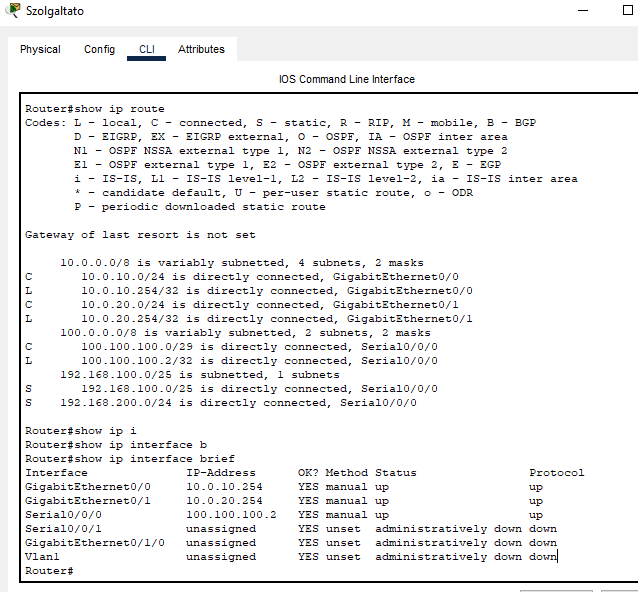 Szolgaltato
Physical Config CLI Attributes
IOS Command Line Interface
Router#show ip route
Codes: L - local, C - connected, S - static, R - RIP, M - mobile, B - BGP
D - EIGRP, EX - EIGRP external, O - OSPF, IA - OSPF inter area
N1 - OSPF NSSA external type 1, N2 - OSPF NSSA external type 2
E1 - OSPF external type 1, E2 - OSPF external type 2, E - EGP
i - IS-IS, L1 - IS-IS level-1, L2 - IS-IS level-2, ia - IS-IS inter area
* - candidate default, U - per-user static route, o - ODR
P - periodic downloaded static route
Gateway of last resort is not set
10.0.0.0/8 is variably subnetted, 4 subnets, 2 masks
C 10.0.10.0/24 is directly connected, GigabitEthernet0/0
L 10.0.10.254/32 is directly connected, GigabitEthernet0/0
C 10.0.20.0/24 is directly connected, GigabitEthernet0/1
L 10.0.20.254/32 is directly connected, GigabitEthernet0/1
100.0.0.0/8 is variably subnetted, 2 subnets, 2 masks
C 100.100.100.0/29 is directly connected, Serial0/0/0
L 100.100.100.2/32 is directly connected, Serial0/0/0
192.168.100.0/25 is subnetted, 1 subnets
S 192.168.100.0/25 is directly connected, Serial0/0/0
S 192.168.200.0/24 is directly connected, Serial0/0/0
Router#show ip i
Router#show ip interface b
Router#show ip interface brief
Interface IP-Address OK? Method Status Protocol
GigabitEthernet0/0 10.0.10.254 YES manual up up
GigabitEthernet0/1 10.0.20.254 YES manual up up
Serial0/0/0 100.100.100.2 YES manual up up
Serial0/0/1 unassigned YES unset administratively down down
GigabitEthernet0/1/0 unassigned YES unset administratively down down
Vlan1 unassigned YES unset administratively down down
Router#